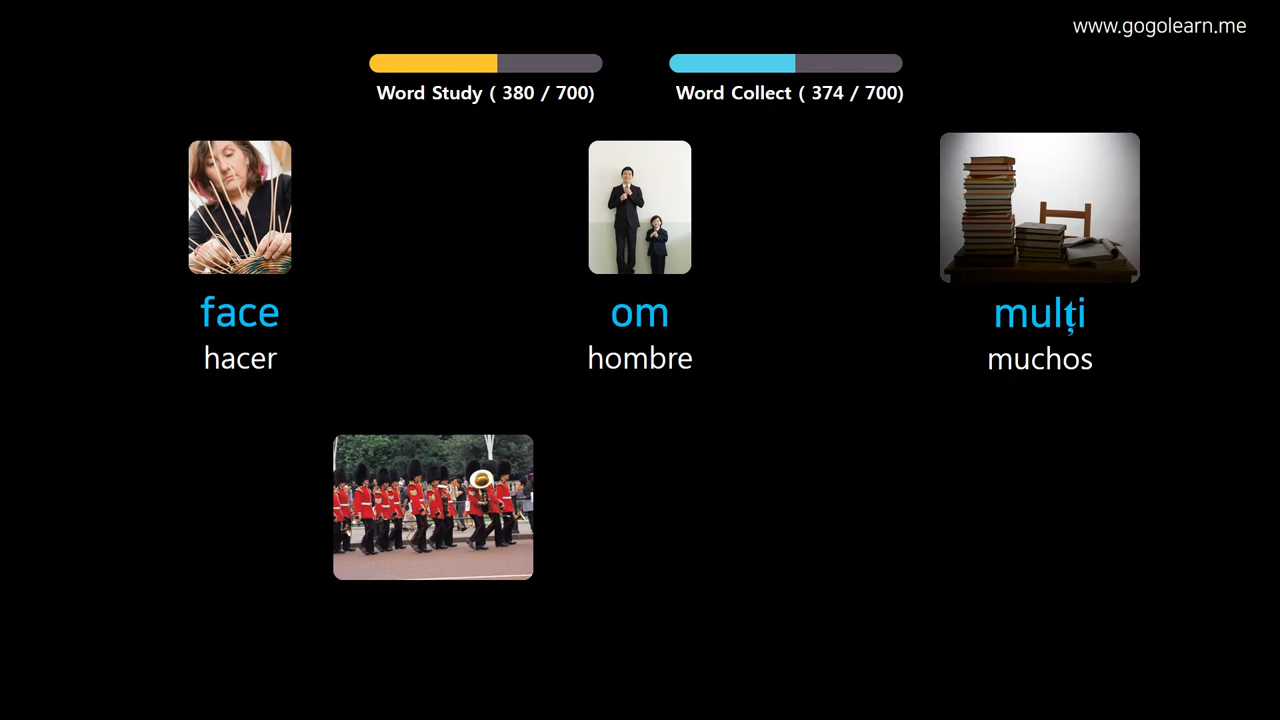 www.gogolearn.me
Word Study ( 380 / 700)
Word Collect ( 374 / 700)
face
om
mulți
hacer
hombre
muchos